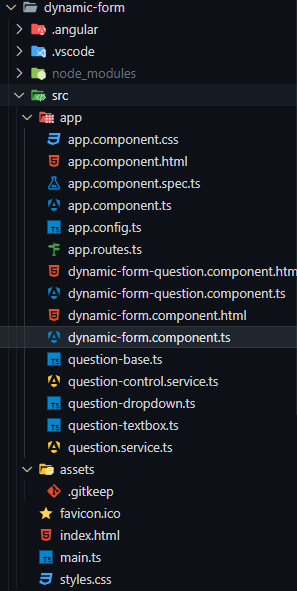 dynamic-form
.angular
.vscode
node_modules
src
app
app.component.css
app.component.html
app.component.spec.ts
app.component.ts
app.config.ts
app.routes.ts
dynamic-form-question.component.htm
dynamic-form-question.component.ts
dynamic-form.component.html
dynamic-form.component.ts
question-base.ts
question-control.service.ts
question-dropdown.ts
question-textbox.ts
question.service.ts
assets
.gitkeep
favicon.ico
index.html
main.ts
styles.css